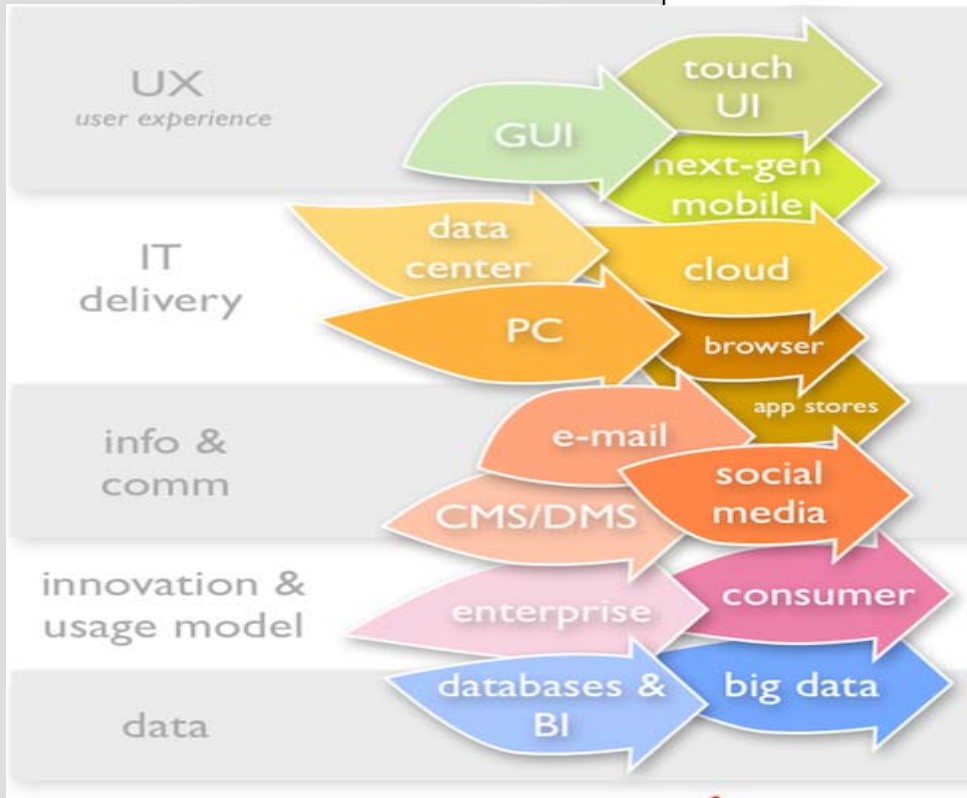 UX
user experience
GUI
touch
UI
next-gen
mobile
IT
delivery
data
center
cloud
PC
browser
app stores
info &
comm
e-mail
social
media
CMS/DMS
innovation &
usage model
enterprise
consumer
data
databases &
BI
big data